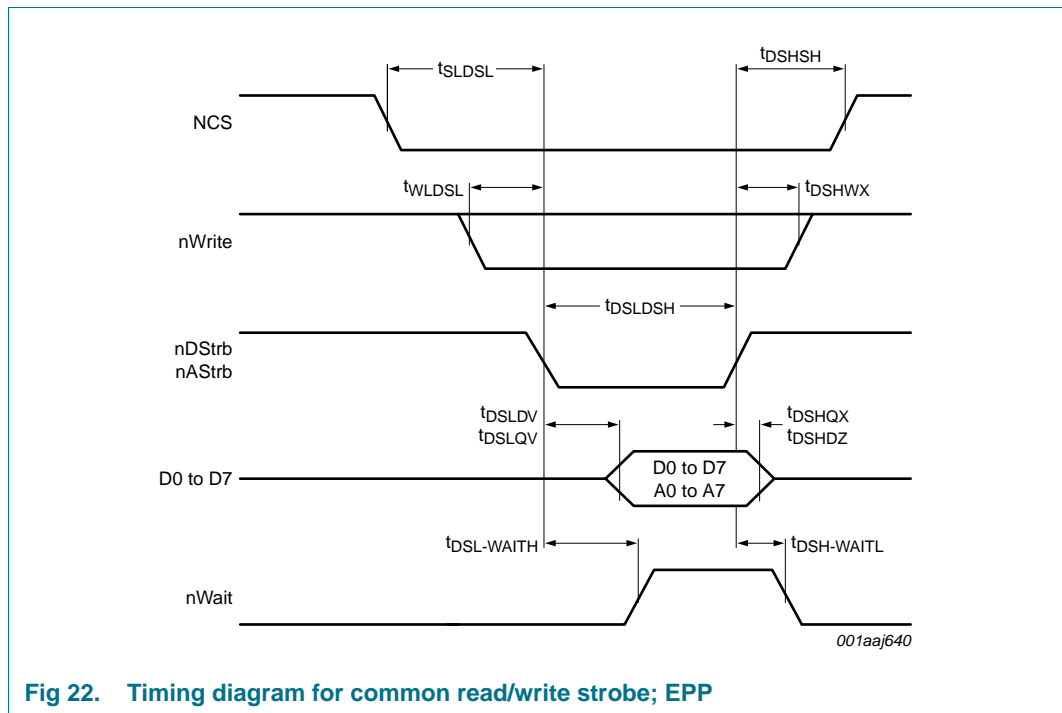 tSLDSL
tDSHSH
NCS
tWLDSL
tDSHWX
nWrite
tDSLDSH
nDStrb
nAStrb
tDSLDV
tDSLQV
tDSHQX
tDSHDZ
D0 to D7
D0 to D7
A0 to A7
tDSL-WAITH
tDSH-WAITL
nWait
001aaj640
Fig 22. Timing diagram for common read/write strobe; EPP